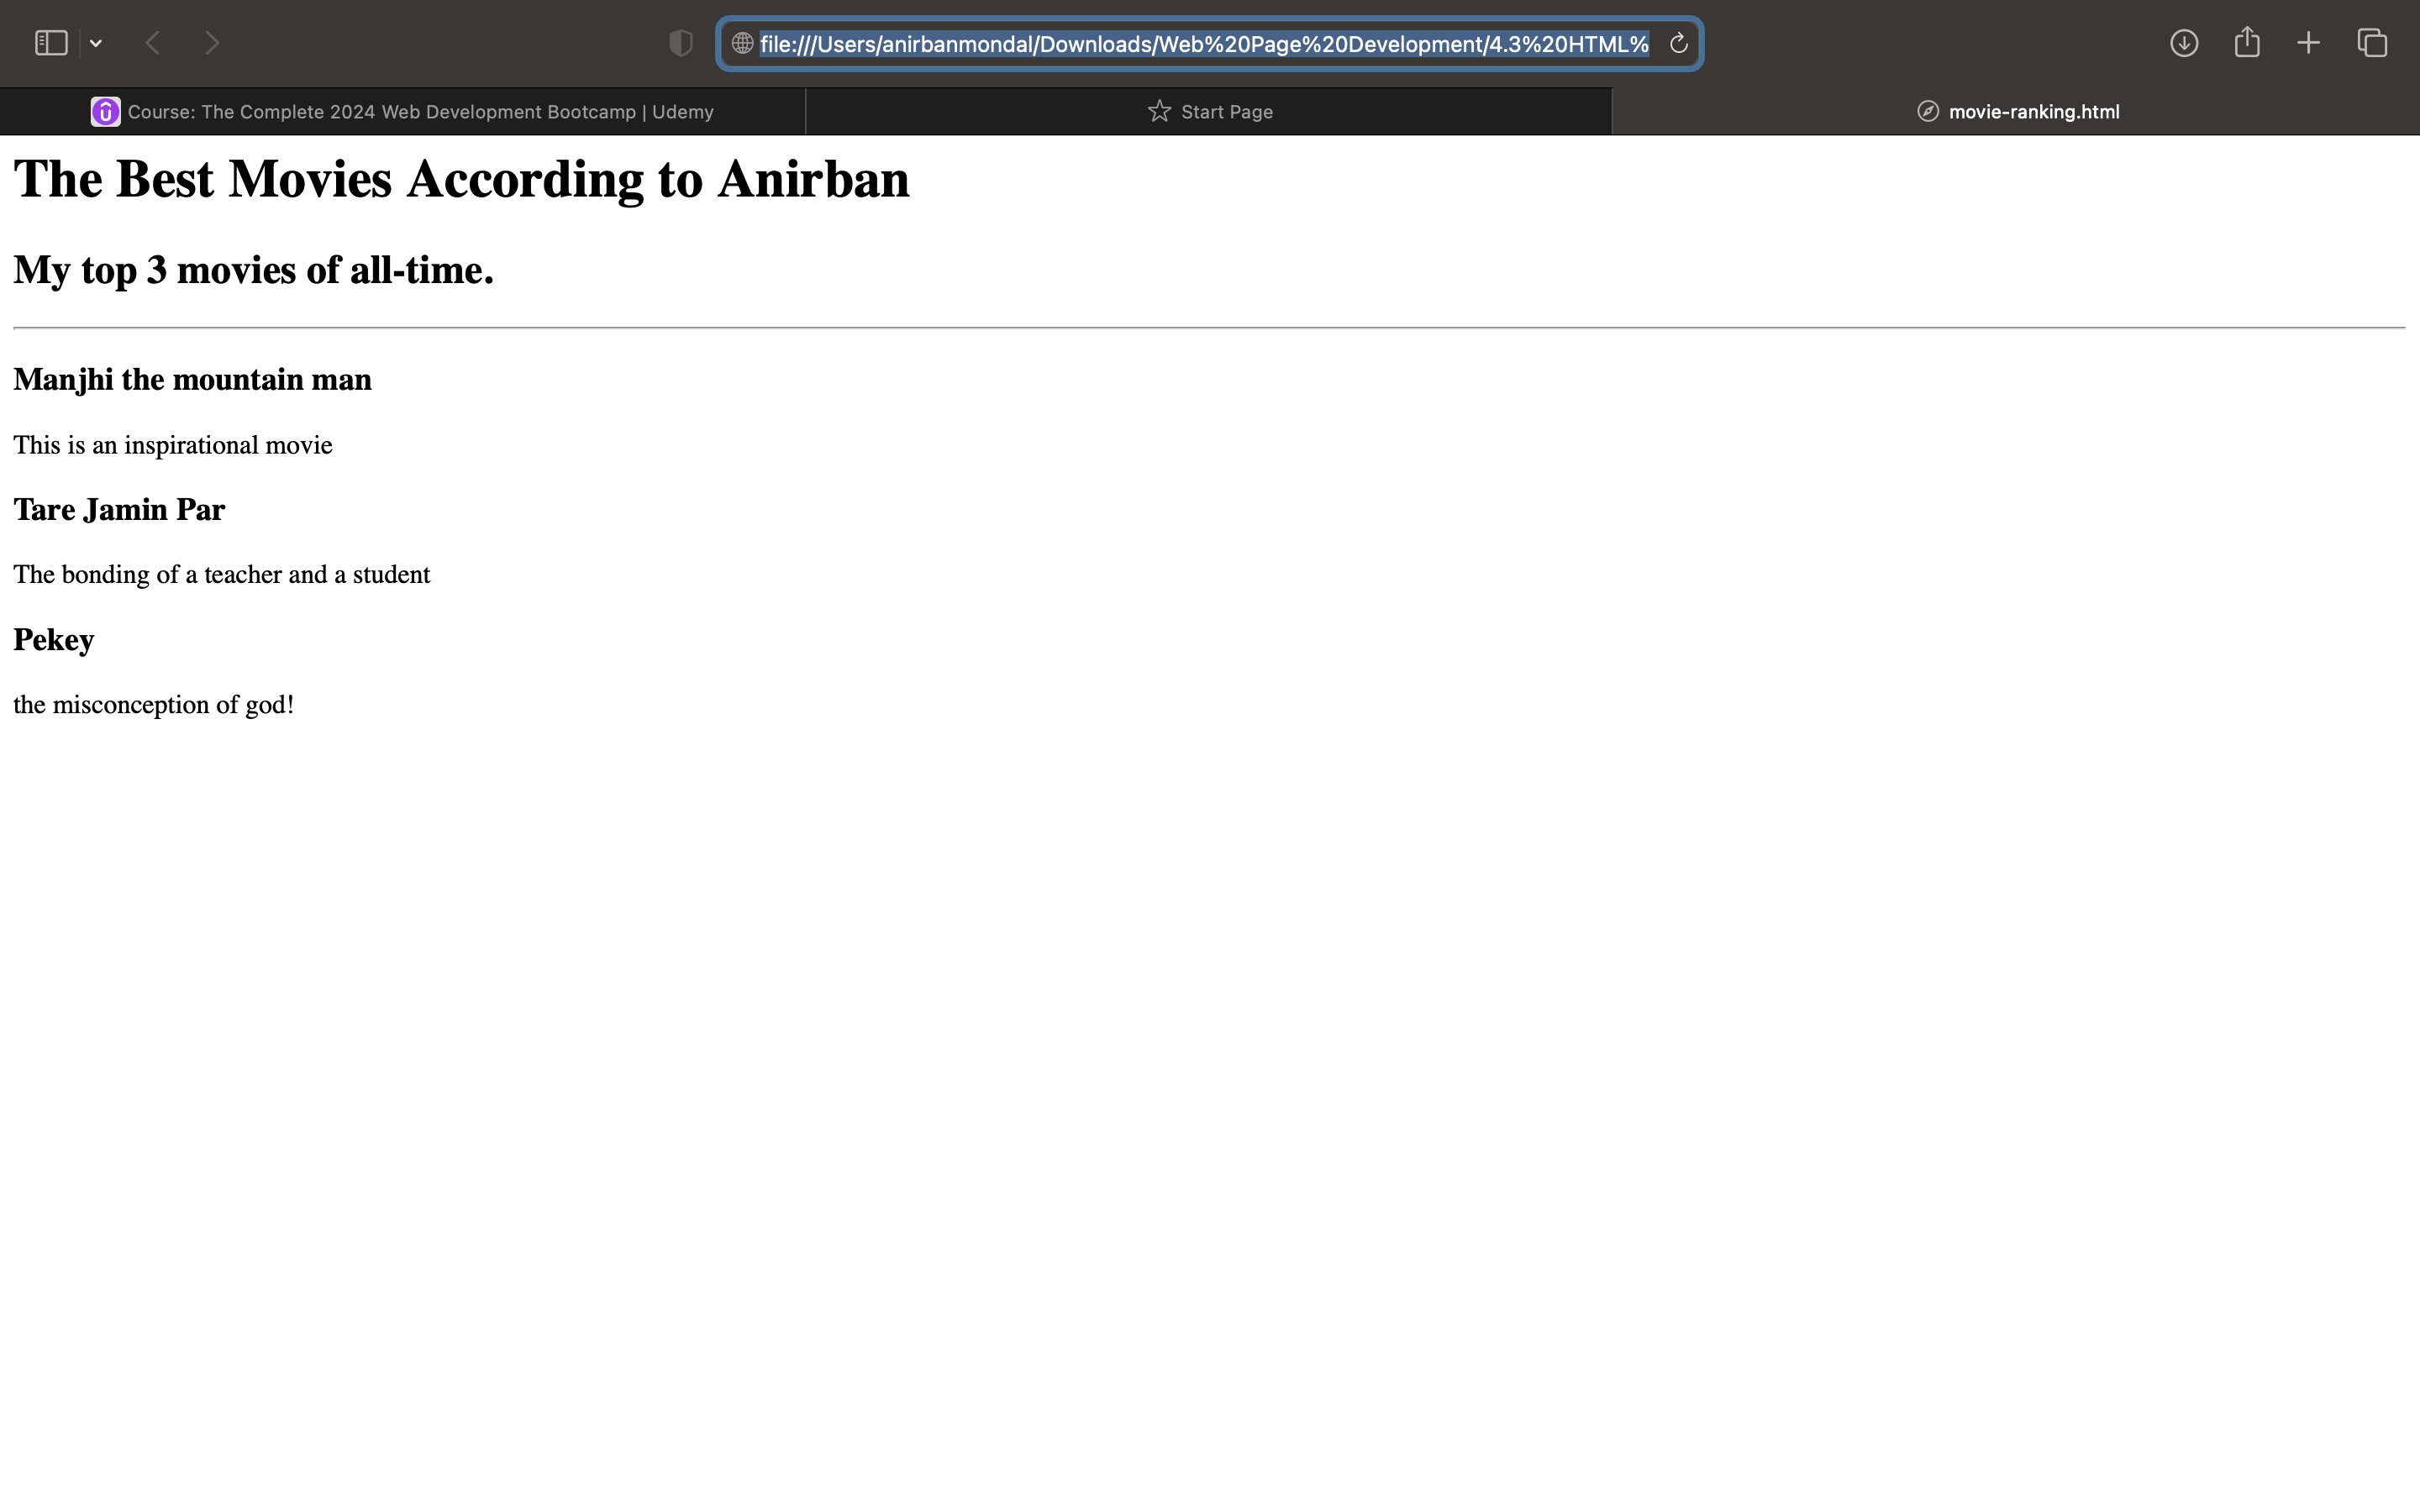 file:///Users/anirbanmondal/Downloads/Web%20Page%20Development/4.3%20HTML%
Course: The Complete 2024 Web Development Bootcamp | Udemy
Start Page
movie-ranking.html
The Best Movies According to Anirban
My top 3 movies of all-time.
Manjhi the mountain man
This is an inspirational movie
Tare Jamin Par
The bonding of a teacher and a student
Pekey
the misconception of god!